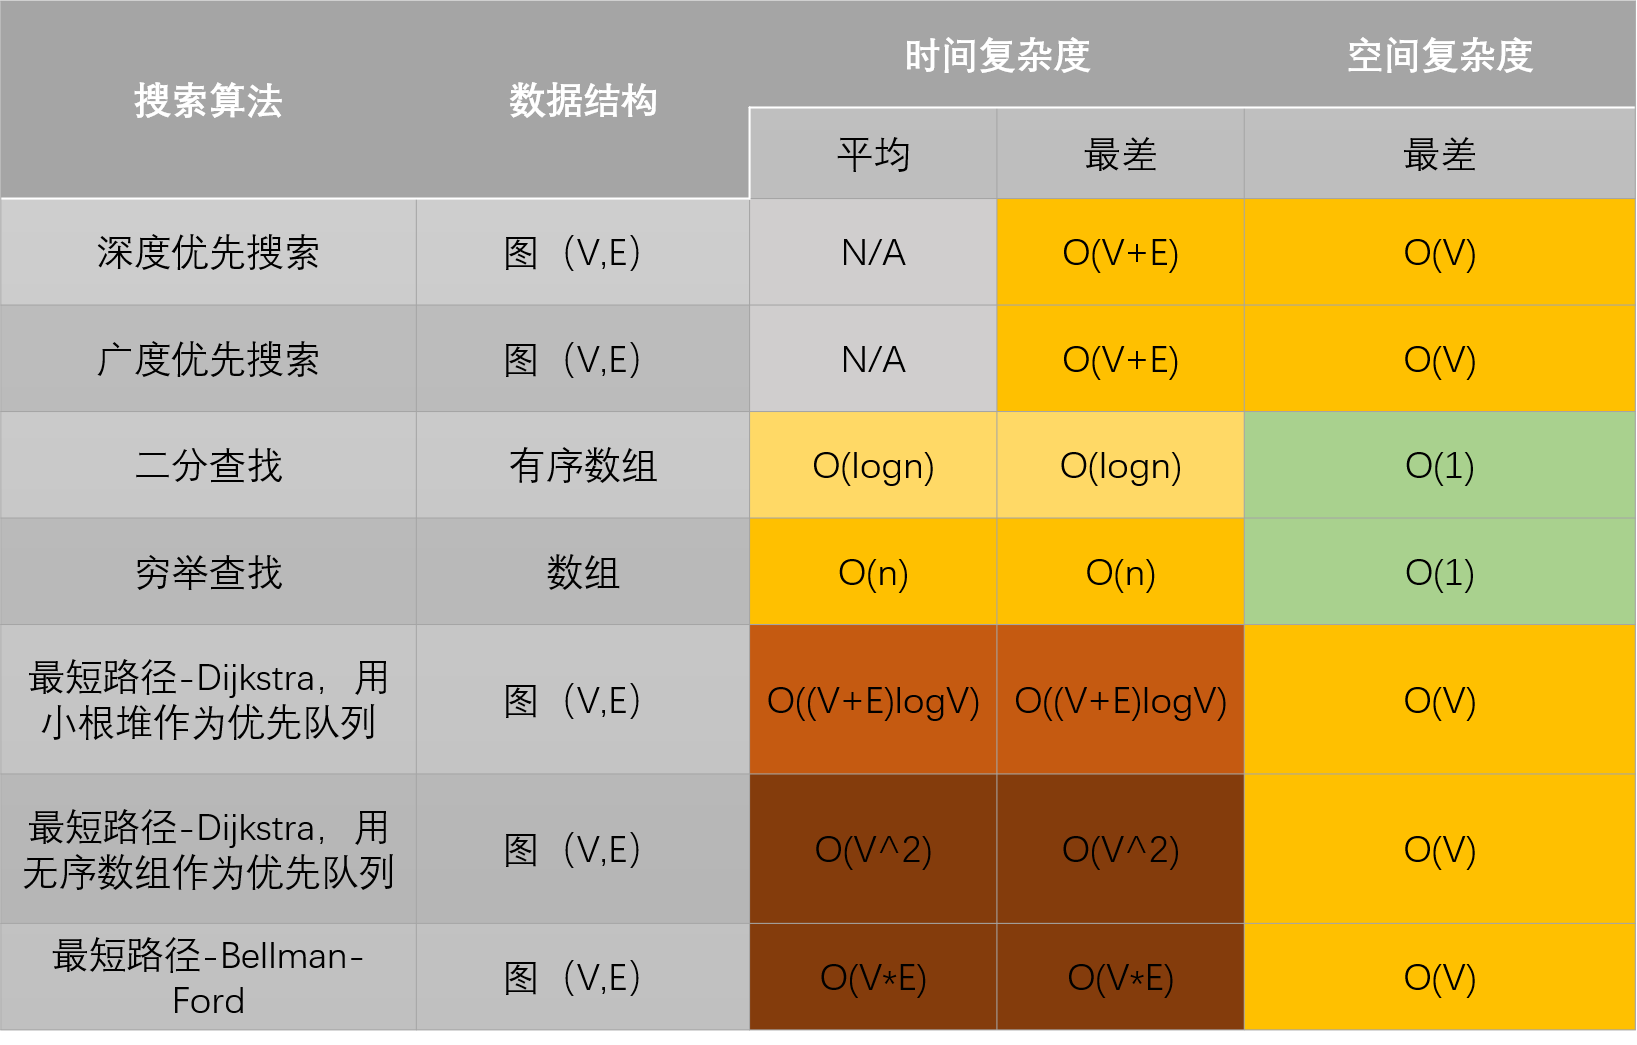 搜索算法
数据结构
时间复杂度
空间复杂度
平均
最差
最差
深度优先搜索
图（V,E）
N/A
O(V+E)
O(V)
广度优先搜索
图（V,E）
N/A
O(V+E)
O(V)
二分查找
有序数组
O(logn)
O(logn)
O(1)
穷举查找
数组
O(n)
O(n)
O(1)
最短路径-Dijkstra，用
小根堆作为优先队列
图（V,E）
O((V+E)logV)
O((V+E)logV)
O(V)
最短路径-Dijkstra，用
无序数组作为优先队列
图（V,E）
O(V^2)
O(V^2)
O(V)
最短路径-Bellman-
Ford
图（V,E）
O(V*E)
O(V*E)
O(V)